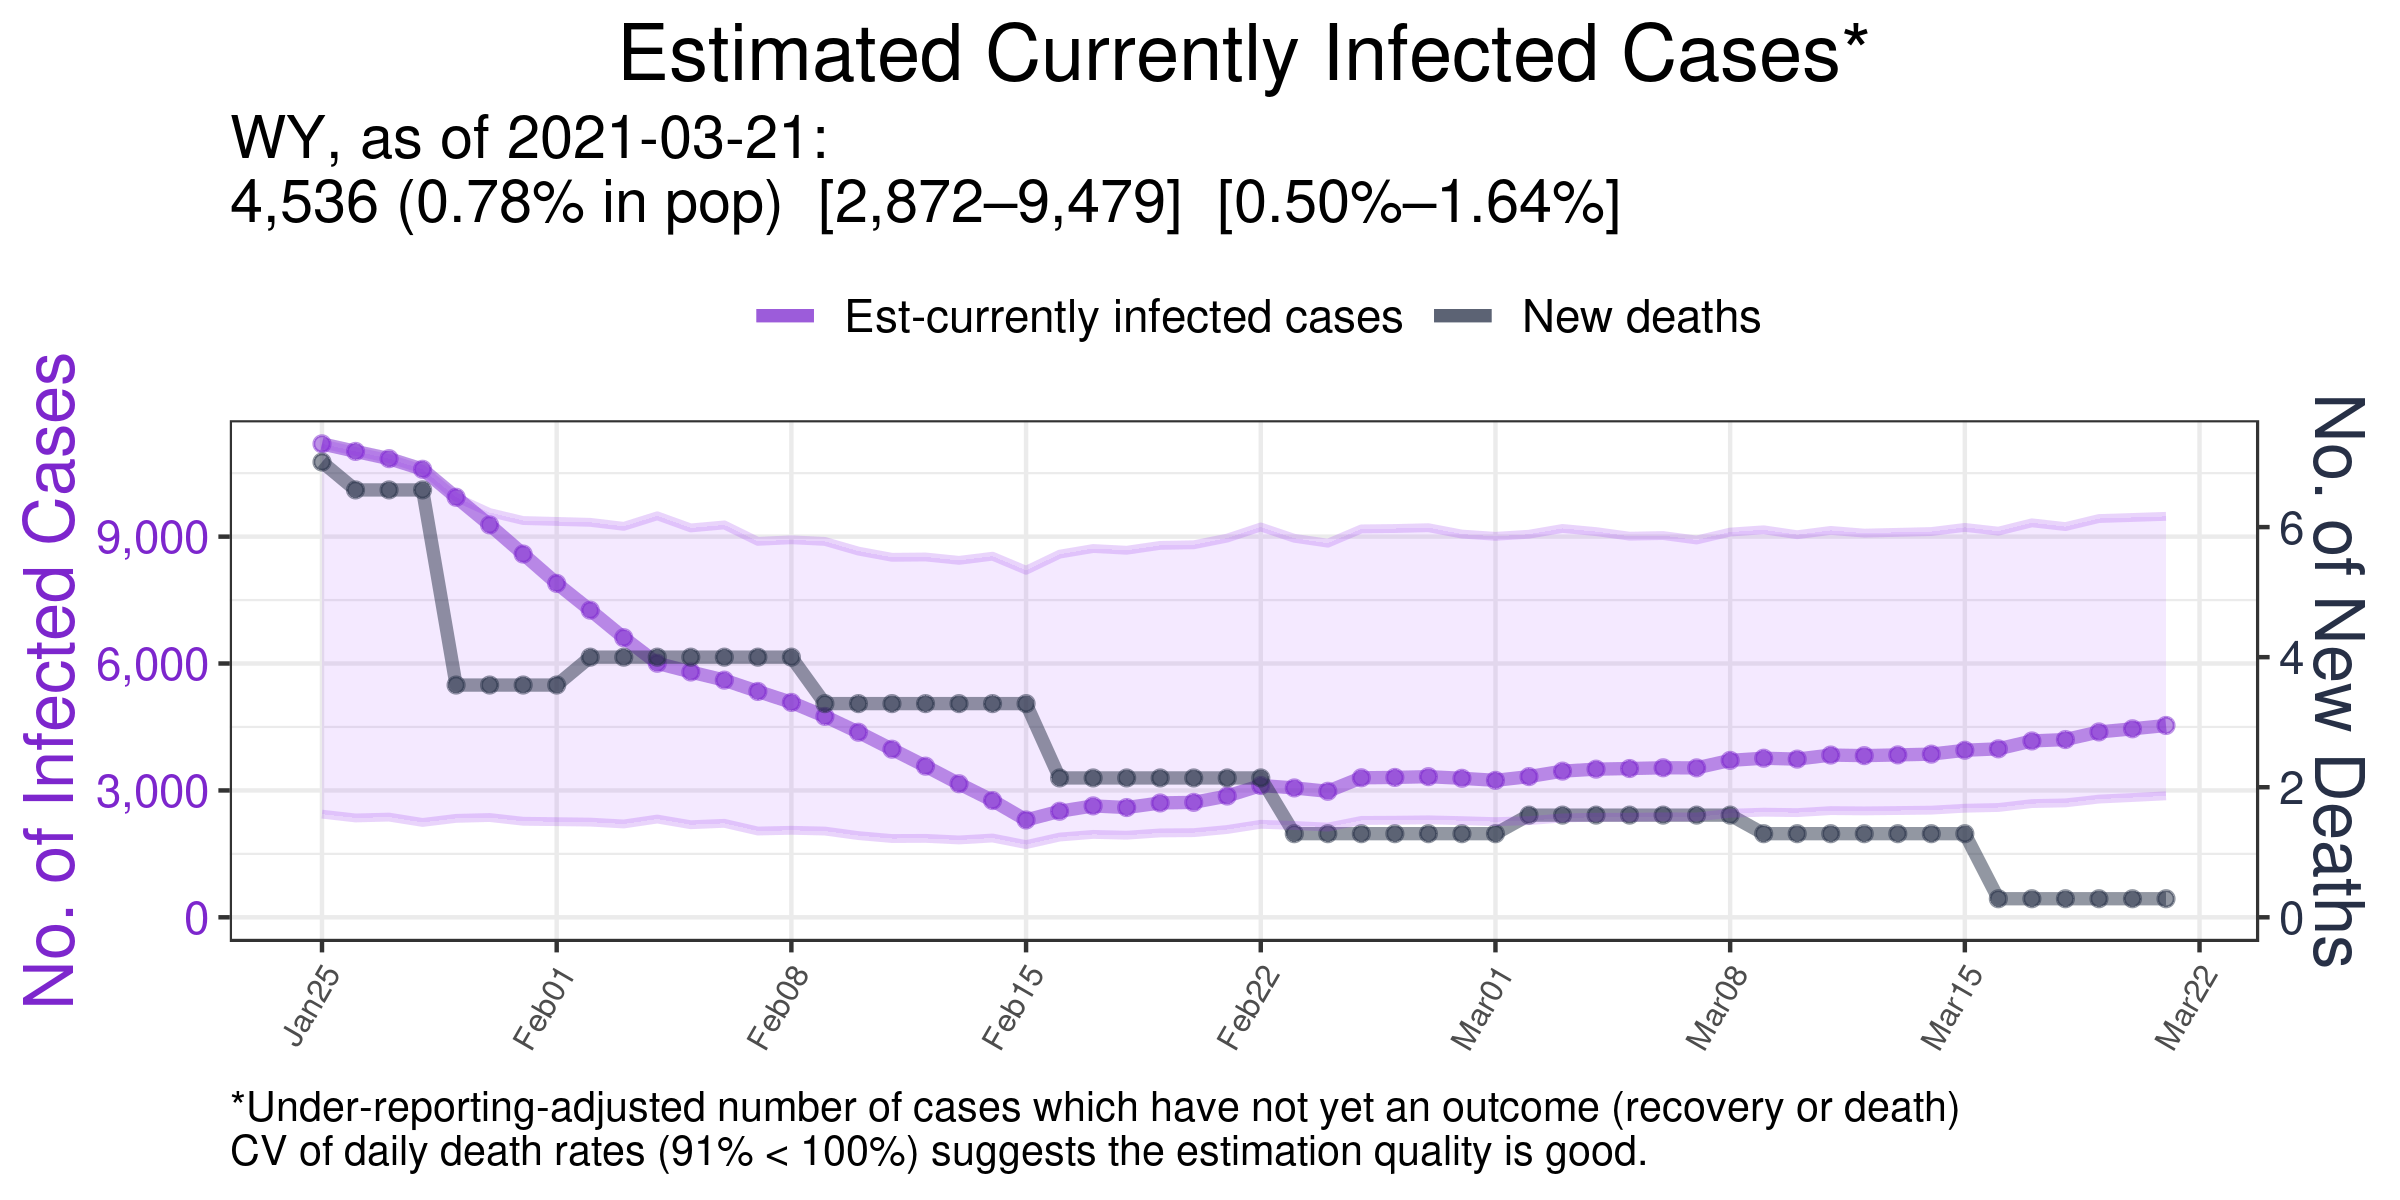 Estimated Currently Infected Cases*
WY, as of 2021-03-21:
4,536 (0.78% in pop)  [2,872–9,479]  [0.50%–1.64%]
Est-currently infected cases
New deaths
No. of Infected Cases
9,000
6,000
3,000
0
No. of New Deaths
6
4
2
0
Jan25
Feb01
Feb08
Feb15
Feb22
Mar01
Mar08
Mar15
Mar22
*Under-reporting-adjusted number of cases which have not yet an outcome (recovery or death)
CV of daily death rates (91% < 100%) suggests the estimation quality is good.